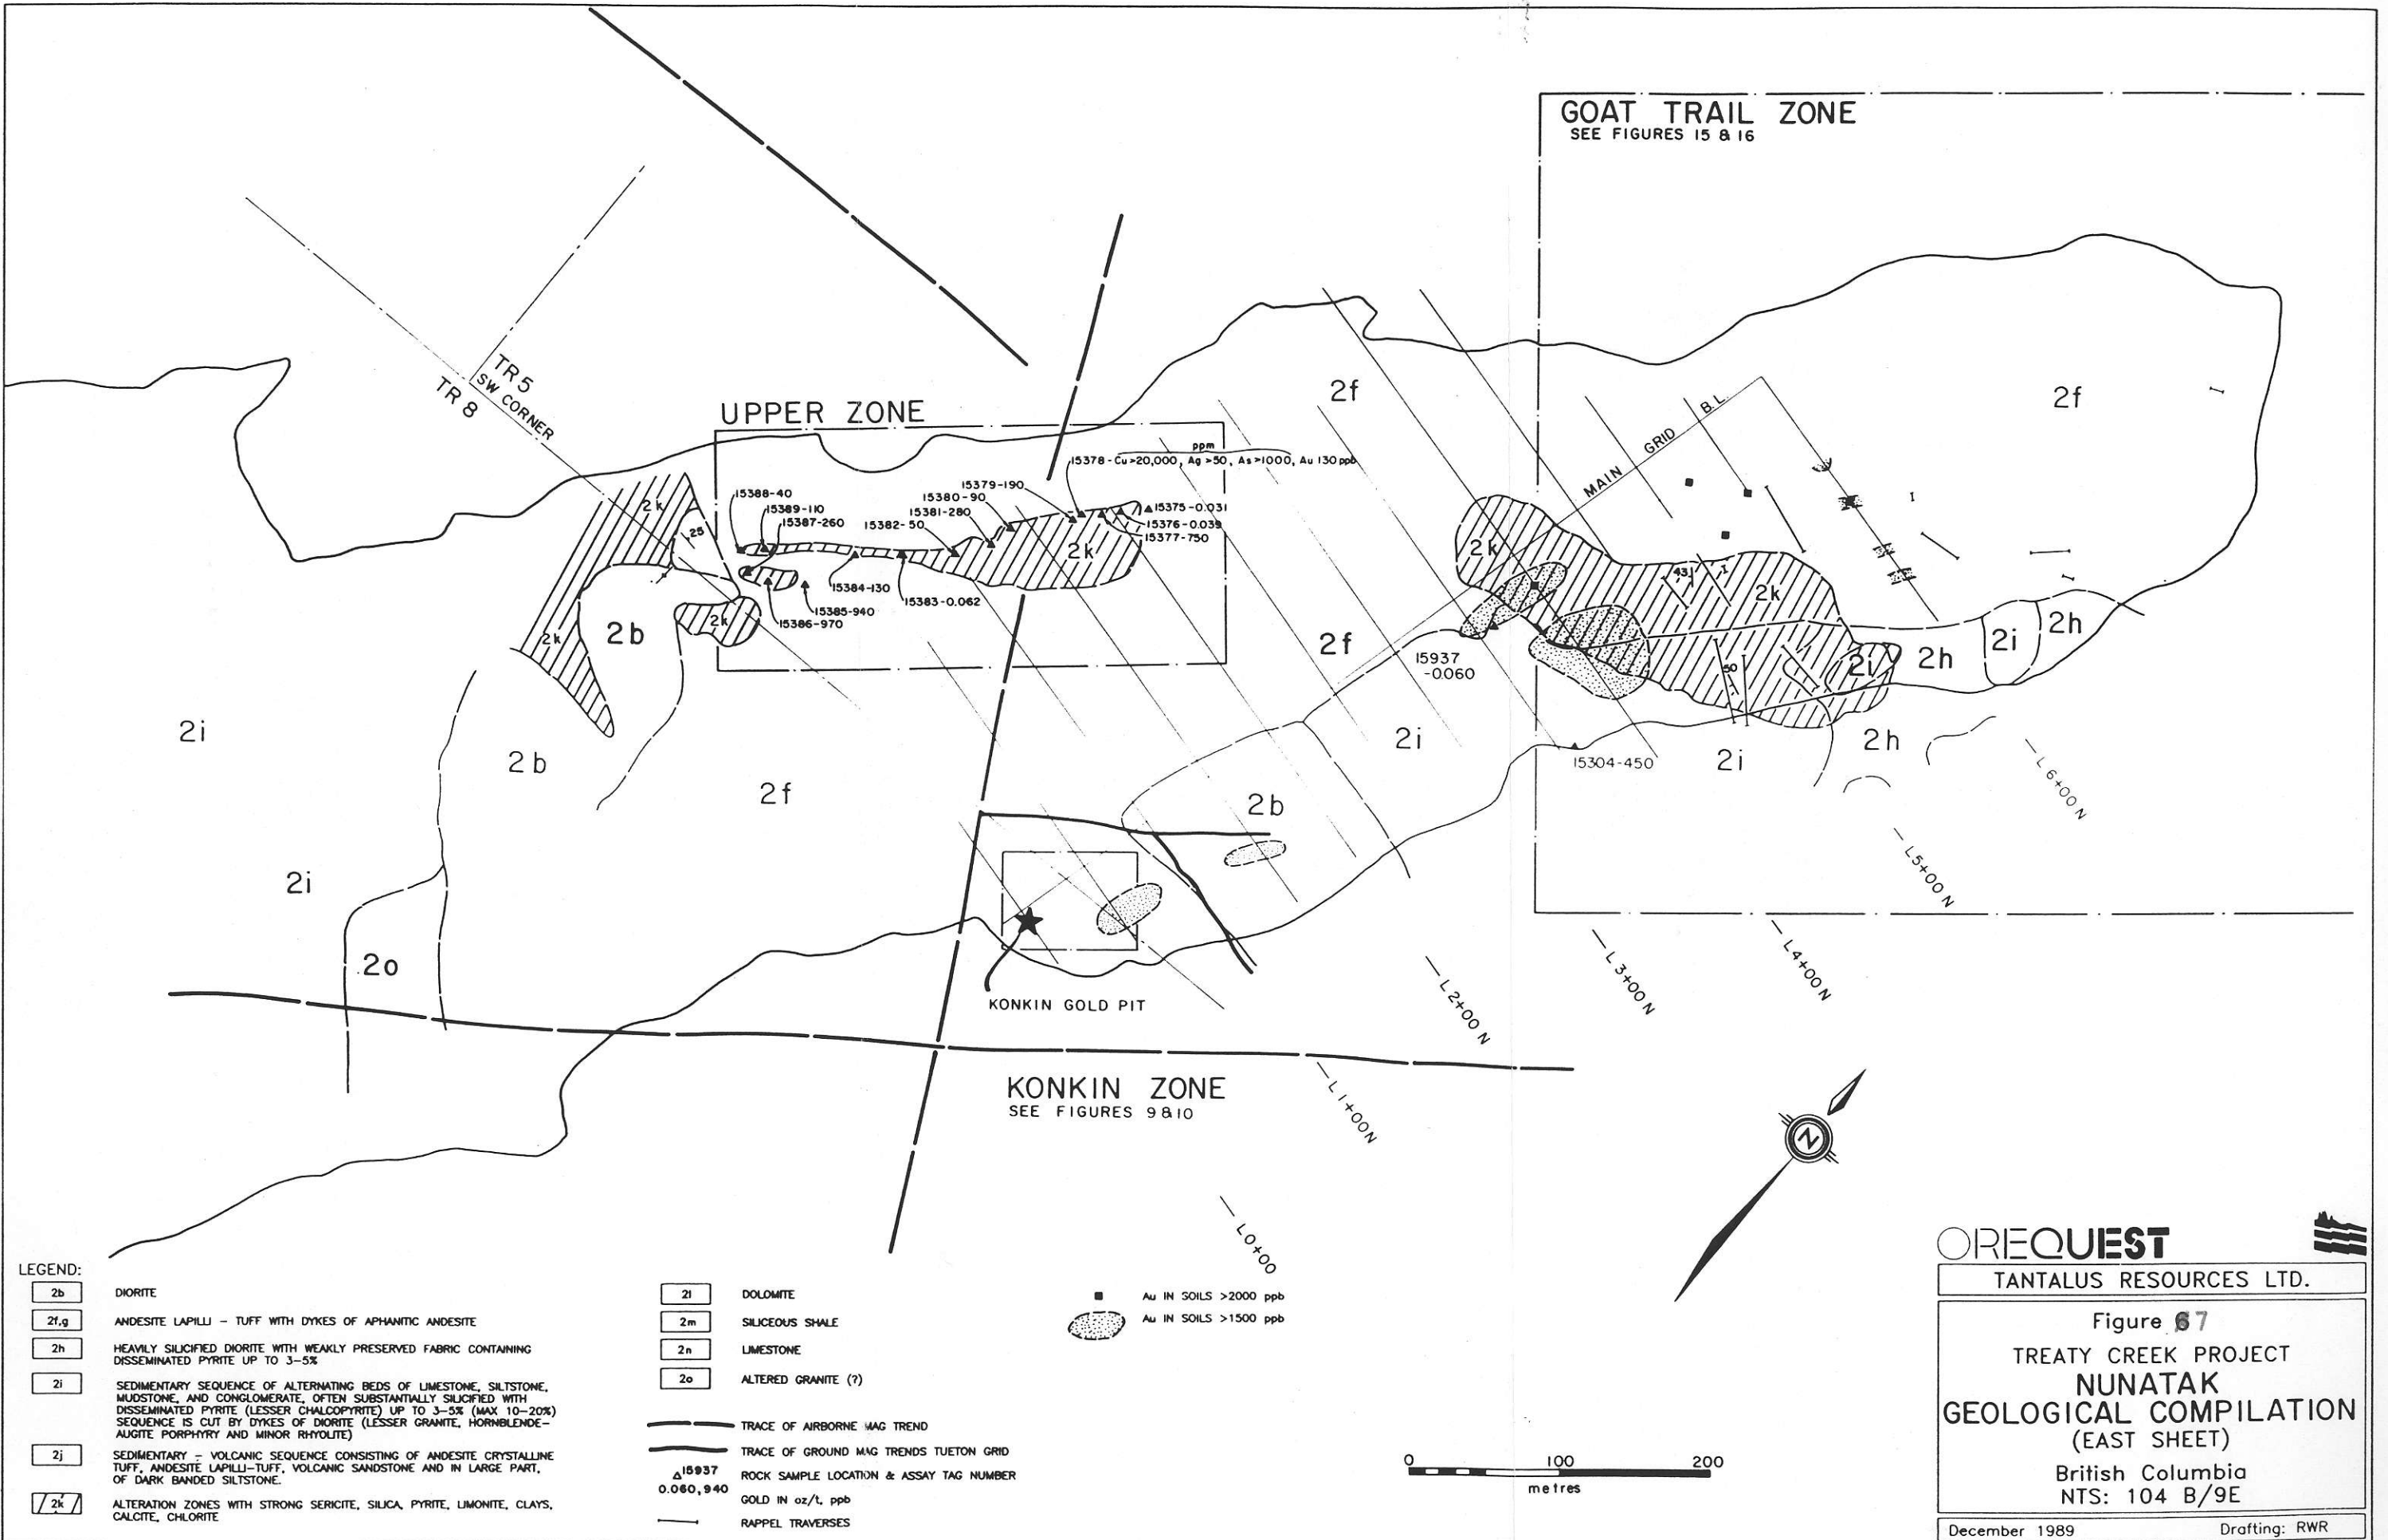 GOAT TRAIL ZONE
SEE FIGURES 15 & 16
TR 5
SW CORNER
TR 8
UPPER ZONE
2f
2f
MAIN GRID B.L.
ppm
15378-Cu>20,000, Ag >50, As>1000, Au 130ppb
15379-190
15380-90
15381-280
15382-50
15388-40
15389-110
15387-260
15375-0.031
15376-0.039
15377-750
2k
25
2k
2k
2k
43
2k
15384-130
15383-0.062
15385-940
15386-970
2k
2b
2k
2f
15937
-0.060
50
2i
2h
2i
2h
2i
2b
2f
2i
15304-450
2i
2h
2b
2i
2o
L 6+00 N
L 5+00 N
L 4+00 N
L 3+00 N
L 2+00 N
L 1+00 N
L 0+00
KONKIN GOLD PIT
KONKIN ZONE
SEE FIGURES 9 & 10
N
LEGEND:
2b DIORITE
2f,g ANDESITE LAPILLI - TUFF WITH DYKES OF APHANITIC ANDESITE
2h HEAVILY SILICIFIED DIORITE WITH WEAKLY PRESERVED FABRIC CONTAINING
DISSEMINATED PYRITE UP TO 3-5%
2i SEDIMENTARY SEQUENCE OF ALTERNATING BEDS OF LIMESTONE, SILTSTONE,
MUDSTONE, AND CONGLOMERATE, OFTEN SUBSTANTIALLY SILICIFIED WITH
DISSEMINATED PYRITE (LESSER CHALCOPYRITE) UP TO 3-5% (MAX 10-20%)
SEQUENCE IS CUT BY DYKES OF DIORITE (LESSER GRANITE, HORNBLENDE-
AUGITE PORPHYRY AND MINOR RHYOLITE)
2j SEDIMENTARY - VOLCANIC SEQUENCE CONSISTING OF ANDESITE CRYSTALLINE
TUFF, ANDESITE LAPILLI-TUFF, VOLCANIC SANDSTONE AND IN LARGE PART,
OF DARK BANDED SILTSTONE.
2k ALTERATION ZONES WITH STRONG SERICITE, SILICA, PYRITE, LIMONITE, CLAYS,
CALCITE, CHLORITE
2l DOLOMITE
2m SILICEOUS SHALE
2n LIMESTONE
2o ALTERED GRANITE (?)
TRACE OF AIRBORNE MAG TREND
TRACE OF GROUND MAG TRENDS TUETON GRID
15937
0.060,940
ROCK SAMPLE LOCATION & ASSAY TAG NUMBER
GOLD IN oz/t, ppb
RAPPEL TRAVERSES
Au IN SOILS >2000 ppb
Au IN SOILS >1500 ppb
0 100 200
metres
OREQUEST
TANTALUS RESOURCES LTD.
Figure 7
TREATY CREEK PROJECT
NUNATAK
GEOLOGICAL COMPILATION
(EAST SHEET)
British Columbia
NTS: 104 B/9E
December 1989 Drafting: RWR